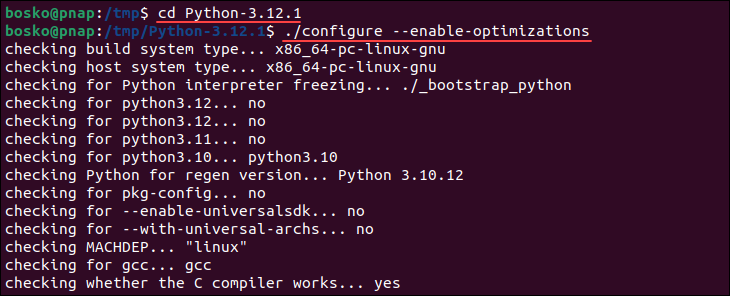 bosko@pnap:/tmp$ cd Python-3.12.1
bosko@pnap:/tmp/Python-3.12.1$ ./configure --enable-optimizations
checking build system type... x86_64-pc-linux-gnu
checking host system type... x86_64-pc-linux-gnu
checking for Python interpreter freezing... ./_bootstrap_python
checking for python3.12... no
checking for python3.12... no
checking for python3.11... no
checking for python3.10... python3.10
checking Python for regen version... Python 3.10.12
checking for pkg-config... no
checking for --enable-universalsdk... no
checking for --with-universal-archs... no
checking MACHDEP... "linux"
checking for gcc... gcc
checking whether the C compiler works... yes